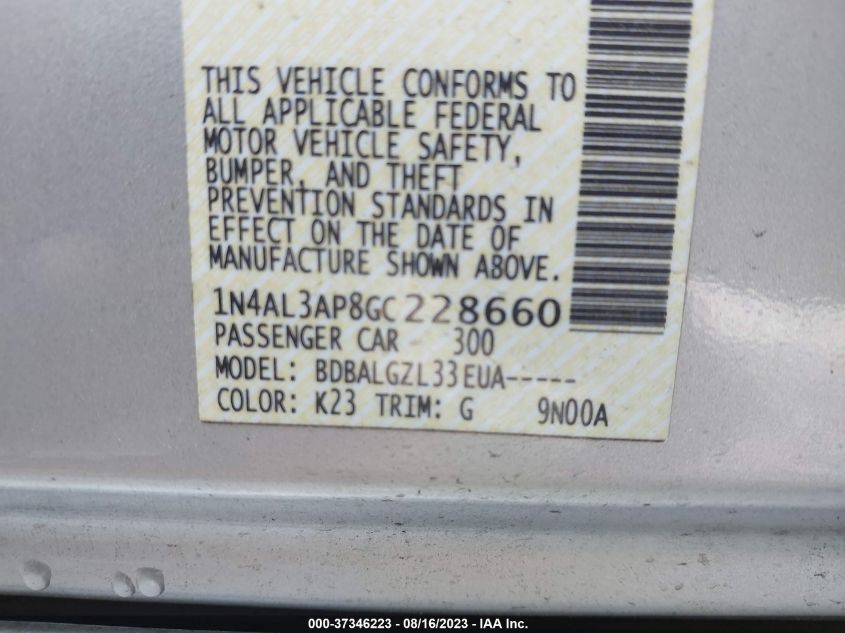 THIS VEHICLE CONFORMS TO
ALL APPLICABLE FEDERAL
MOTOR VEHICLE SAFETY,
BUMPER, AND THEFT
PREVENTION STANDARDS IN
EFFECT ON THE DATE OF
MANUFACTURE SHOWN ABOVE.
1N4AL3AP8GC228660
PASSENGER CAR 300
MODEL: BDBALGZL33EUA-----
COLOR: K23 TRIM: G 9N00A
000-37346223 - 08/16/2023 - IAA Inc.